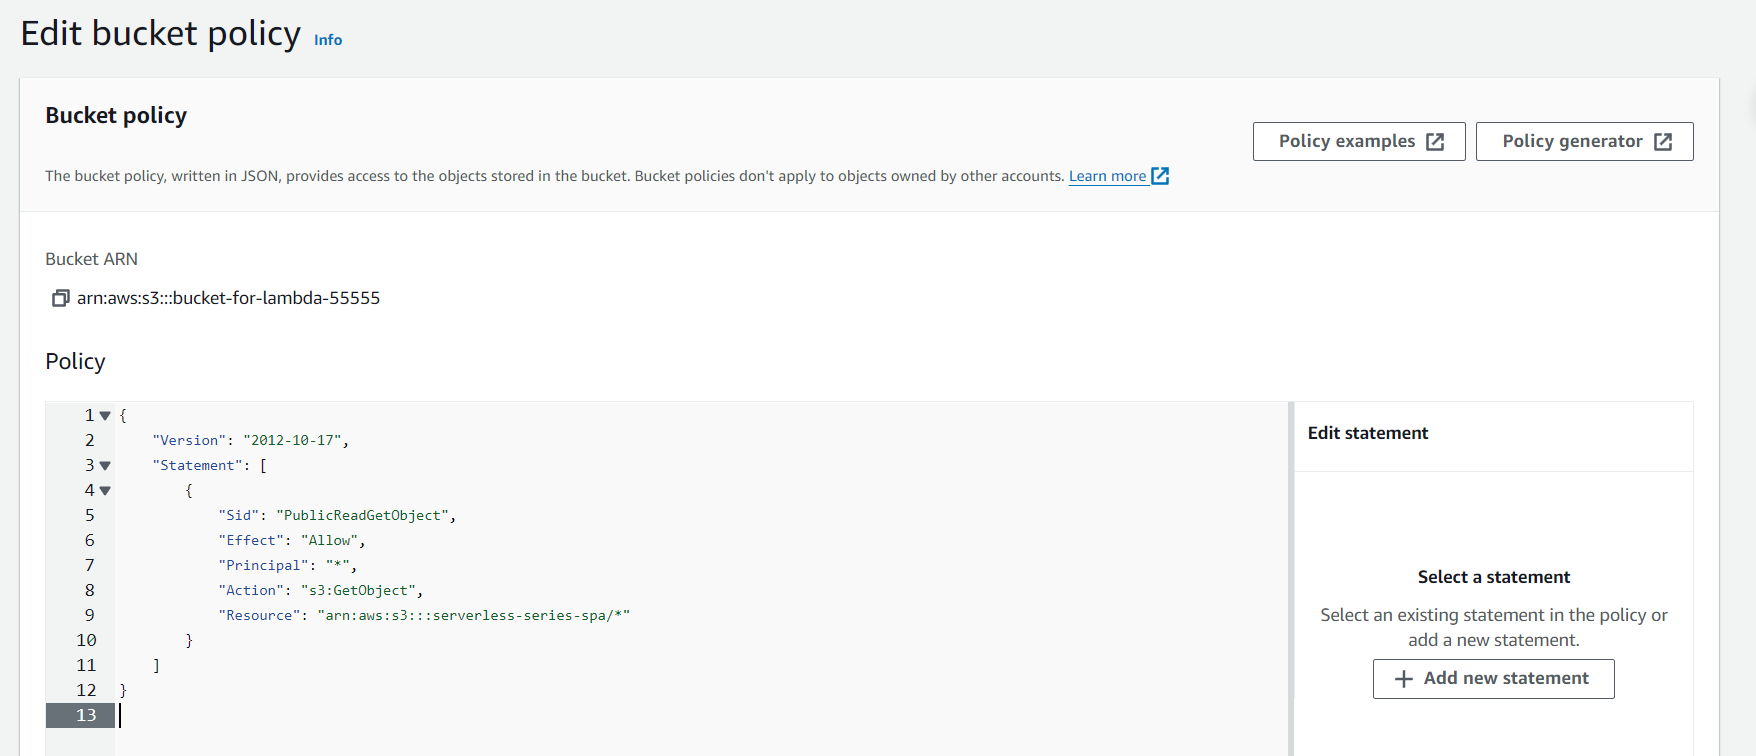 Edit bucket policy Info
Bucket policy
Policy examples
Policy generator
The bucket policy, written in JSON, provides access to the objects stored in the bucket. Bucket policies don't apply to objects owned by other accounts. Learn more
Bucket ARN
arn:aws:s3:::bucket-for-lambda-55555
Policy
1 {
2     "Version": "2012-10-17",
3     "Statement": [
4         {
5             "Sid": "PublicReadGetObject",
6             "Effect": "Allow",
7             "Principal": "*",
8             "Action": "s3:GetObject",
9             "Resource": "arn:aws:s3:::serverless-series-spa/*"
10         }
11     ]
12 }
13
Edit statement
Select a statement
Select an existing statement in the policy or
add a new statement.
+ Add new statement